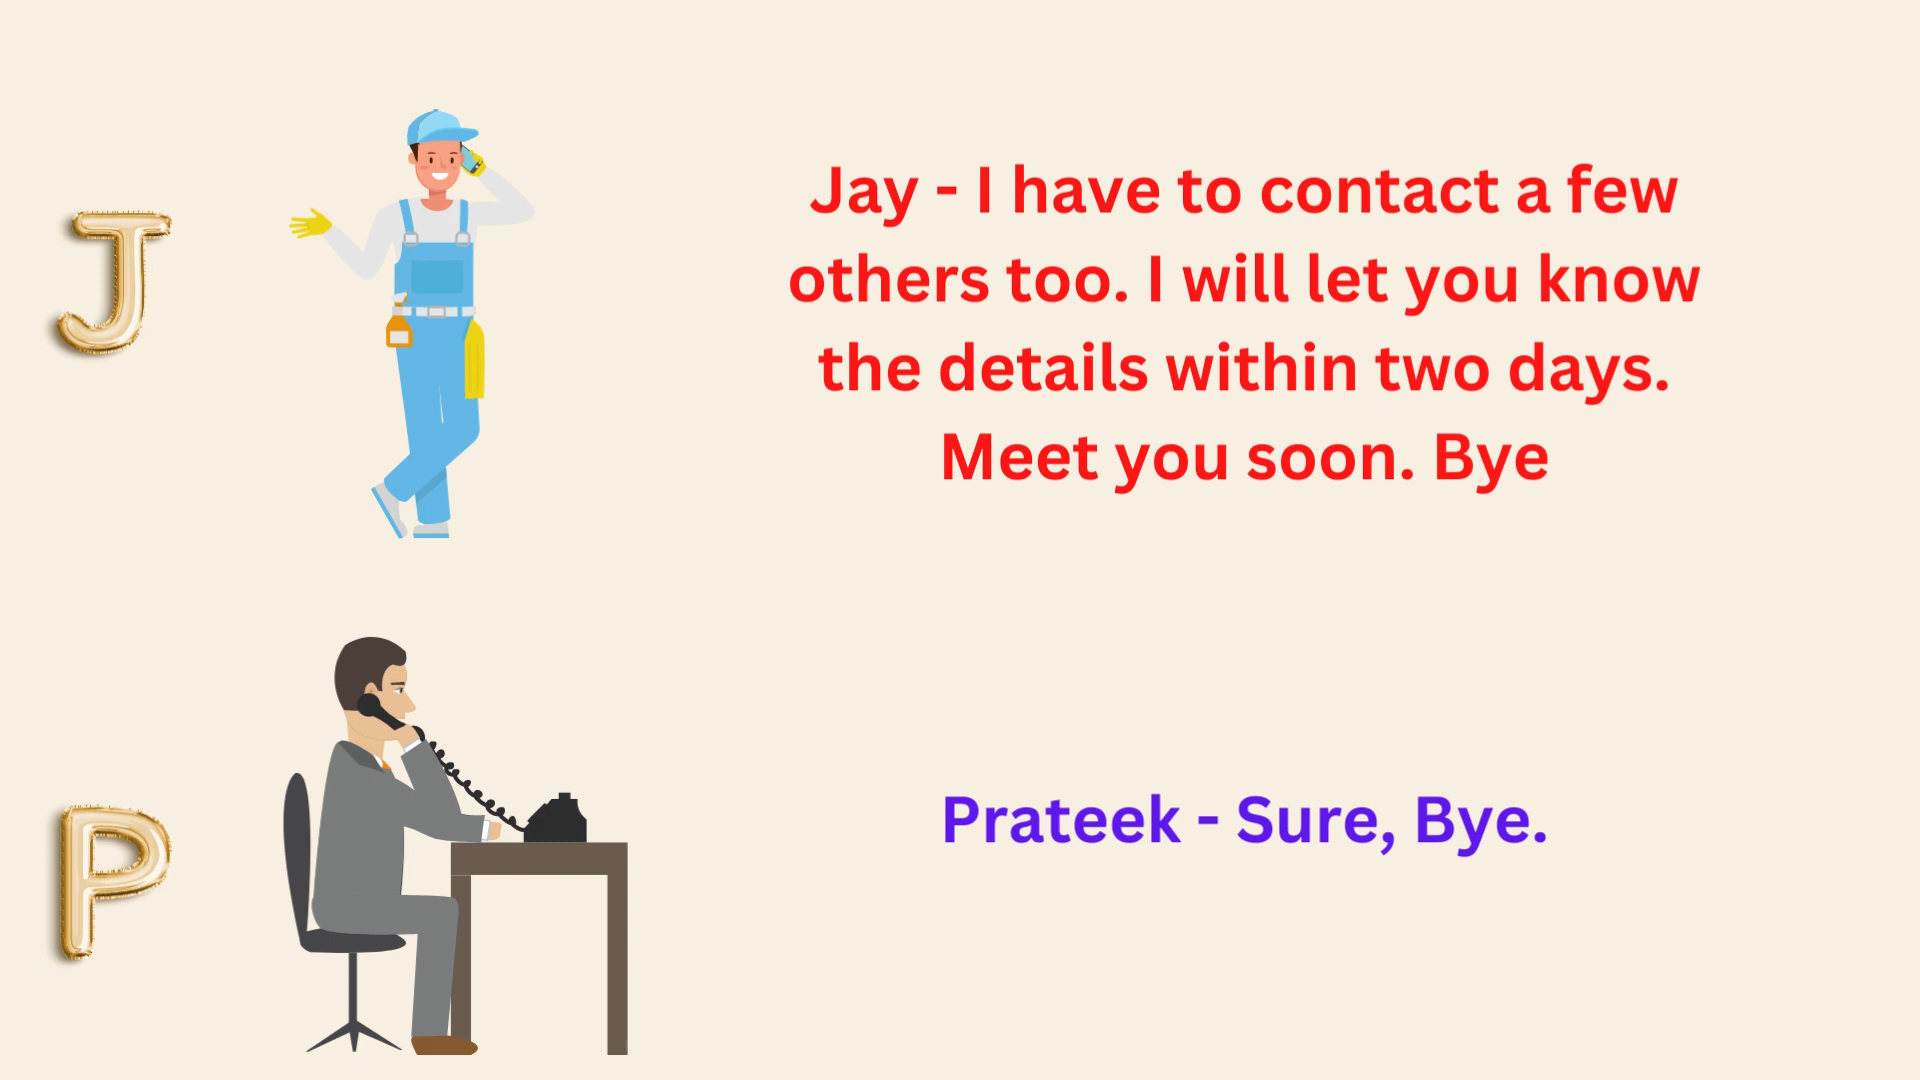 J
Jay - I have to contact a few
others too. I will let you know
the details within two days.
Meet you soon. Bye
P
Prateek - Sure, Bye.